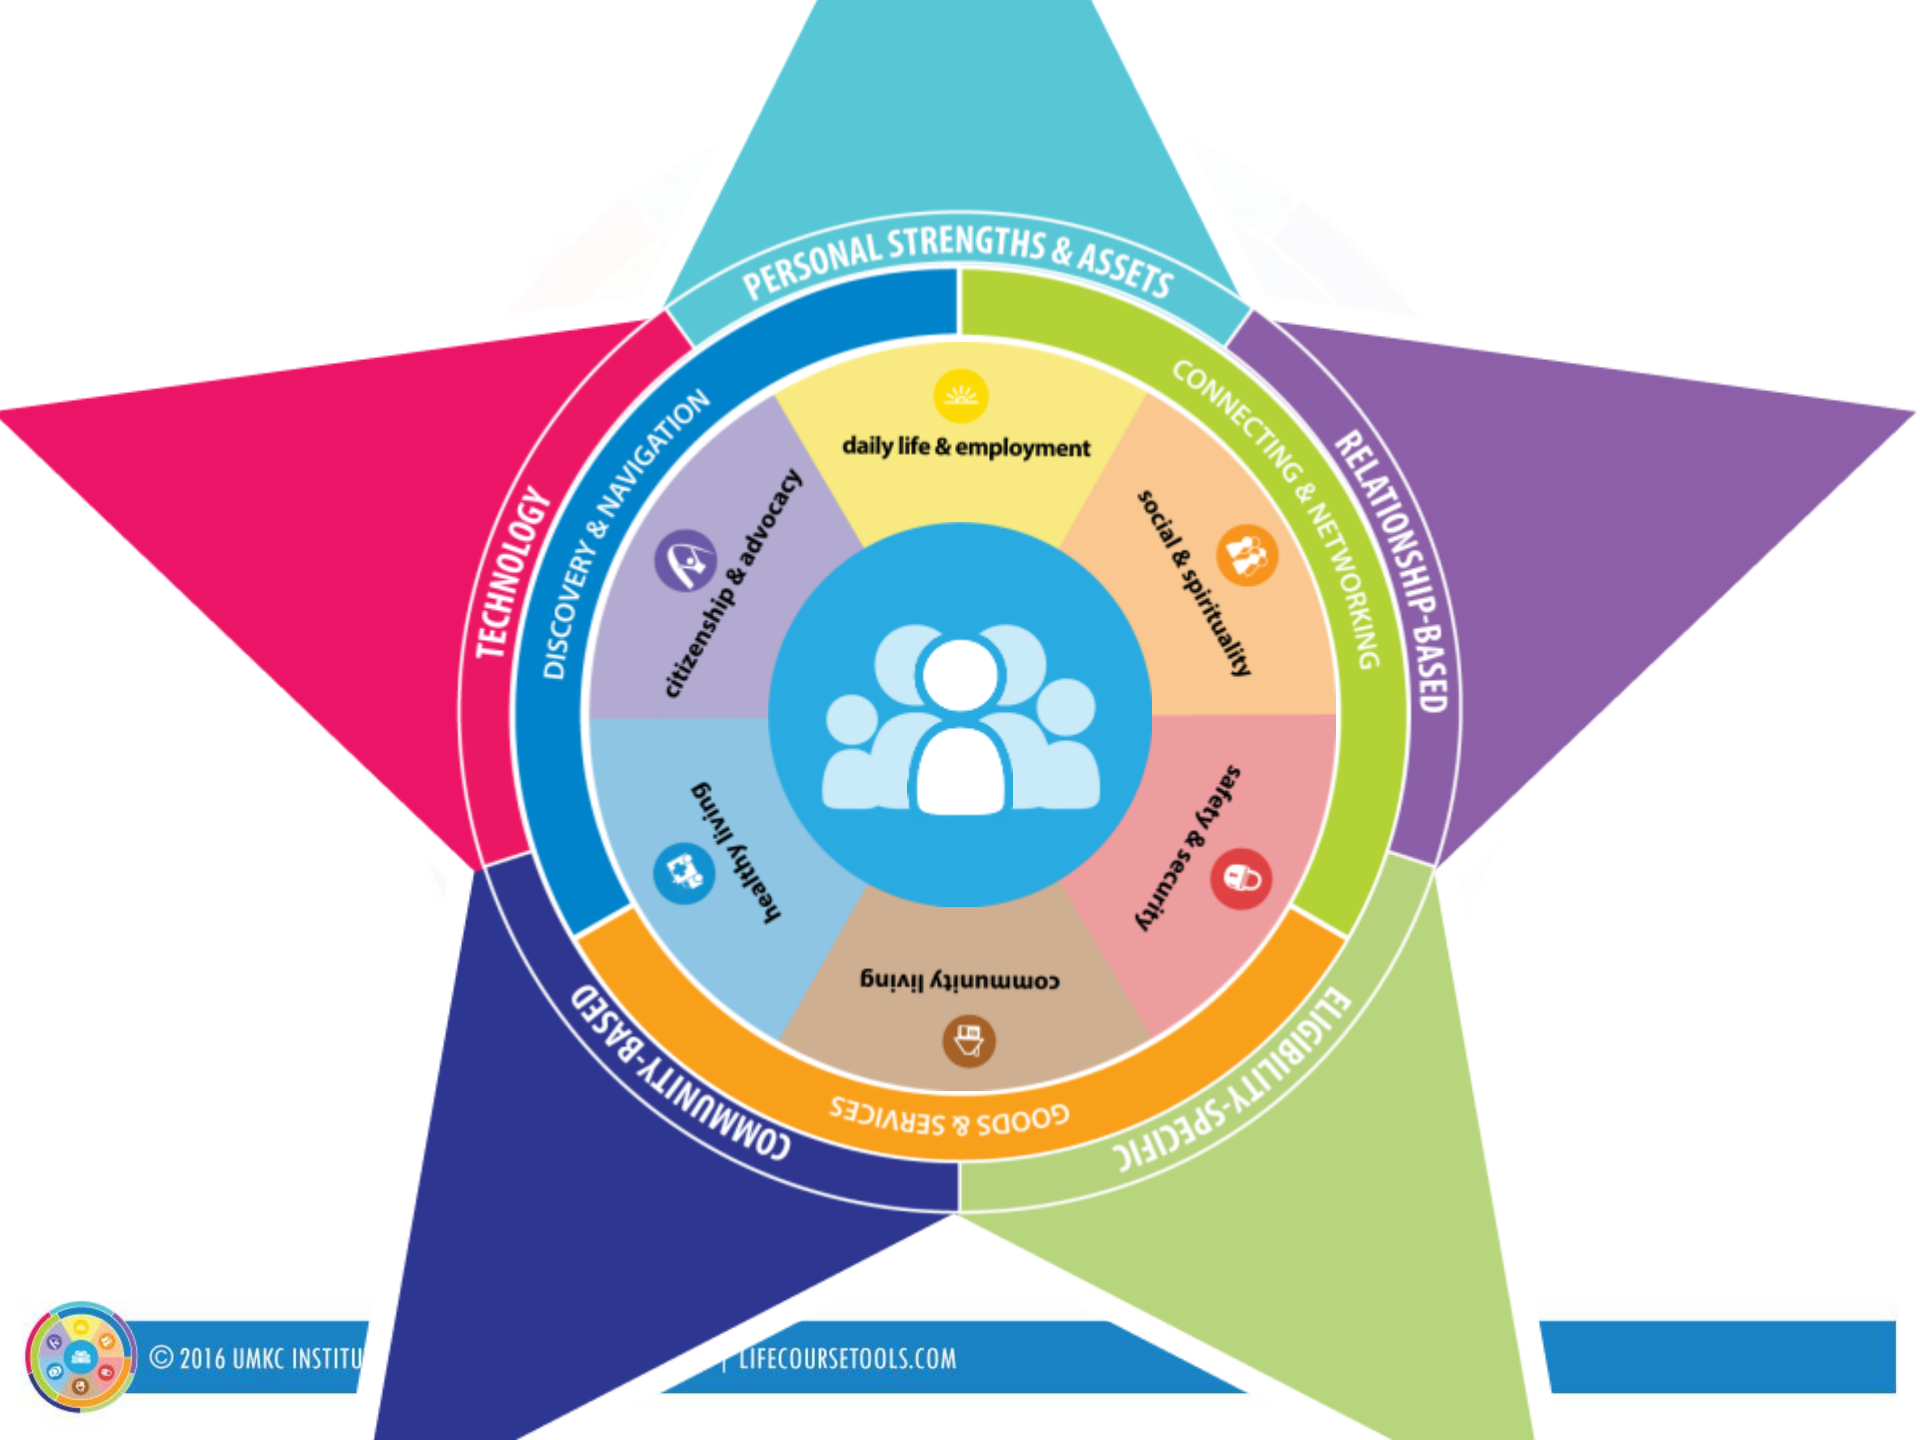 PERSONAL STRENGTHS & ASSETS
TECHNOLOGY
RELATIONSHIP-BASED
DISCOVERY & NAVIGATION
CONNECTING & NETWORKING
daily life & employment
citizenship & advocacy
social & spirituality
healthy living
safety & security
community living
GOODS & SERVICES
COMMUNITY-BASED
ELIGIBILITY-SPECIFIC
© 2016 UMKC INSTITU
| LIFECOURSETOOLS.COM